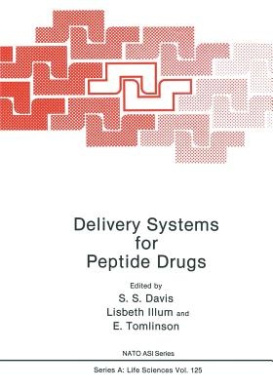 Delivery Systems
for
Peptide Drugs
Edited by
S. S. Davis
Lisbeth Illum and
E. Tomlinson
NATO ASI Series
Series A: Life Sciences Vol. 125